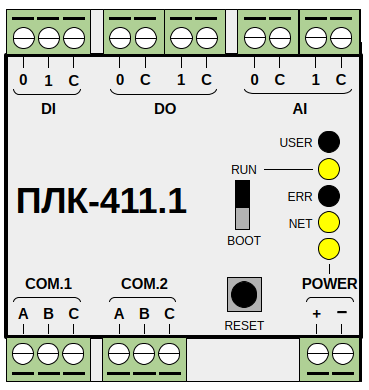 0 1 C 0 C 1 C 0 C 1 C
DI DO AI
USER
RUN
ПЛК-411.1
ERR
NET
BOOT
COM.1 COM.2 POWER
A B C A B C + −
RESET